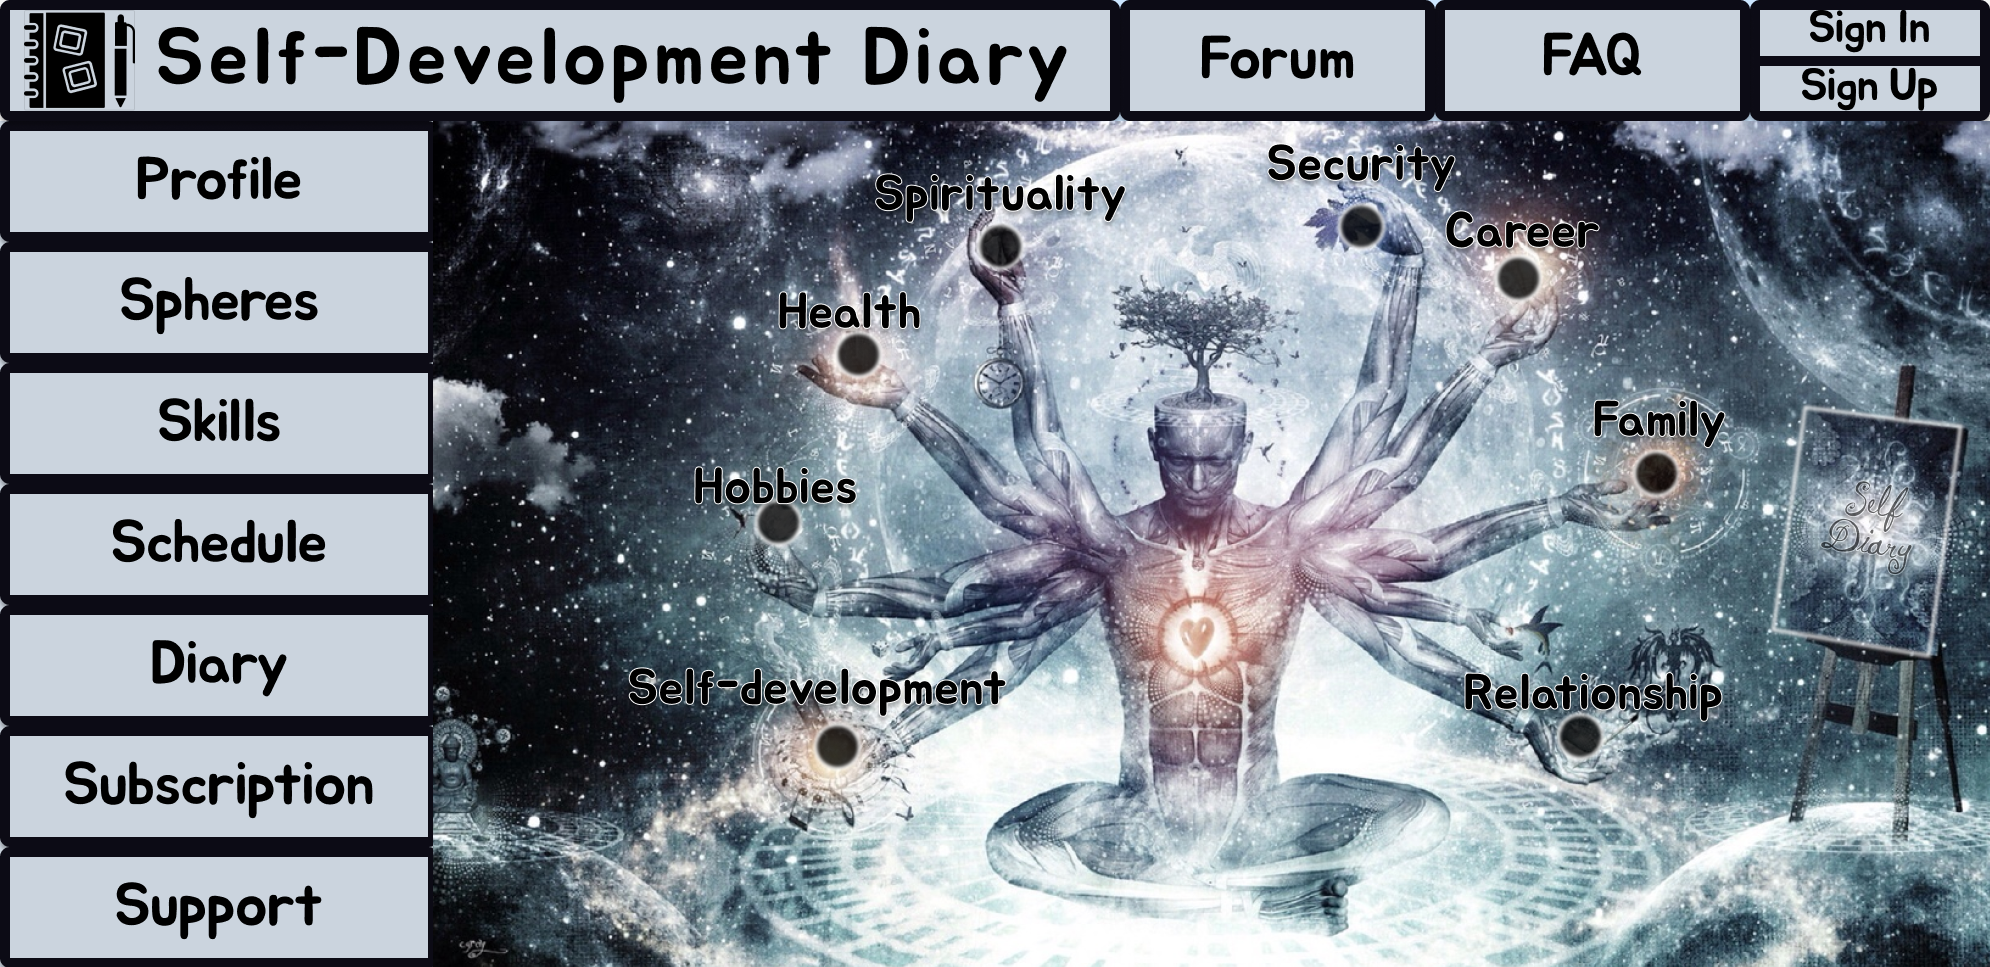 Self-Development Diary
Forum
FAQ
Sign In
Sign Up
Profile
Spheres
Skills
Schedule
Diary
Subscription
Support
Spirituality
Security
Career
Health
Family
Hobbies
Self
Diary
Self-development
Relationship